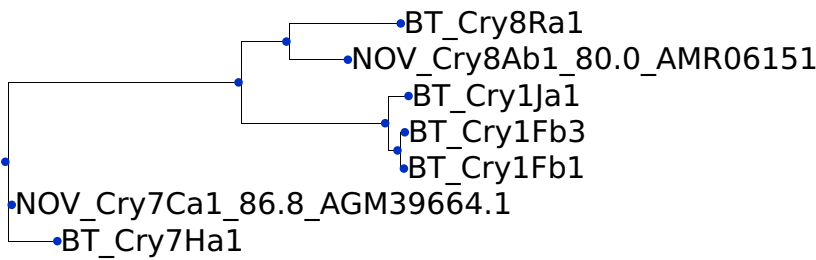 BT_Cry8Ra1
NOV_Cry8Ab1_80.0_AMR06151
BT_Cry1Ja1
BT_Cry1Fb3
BT_Cry1Fb1
NOV_Cry7Ca1_86.8_AGM39664.1
BT_Cry7Ha1